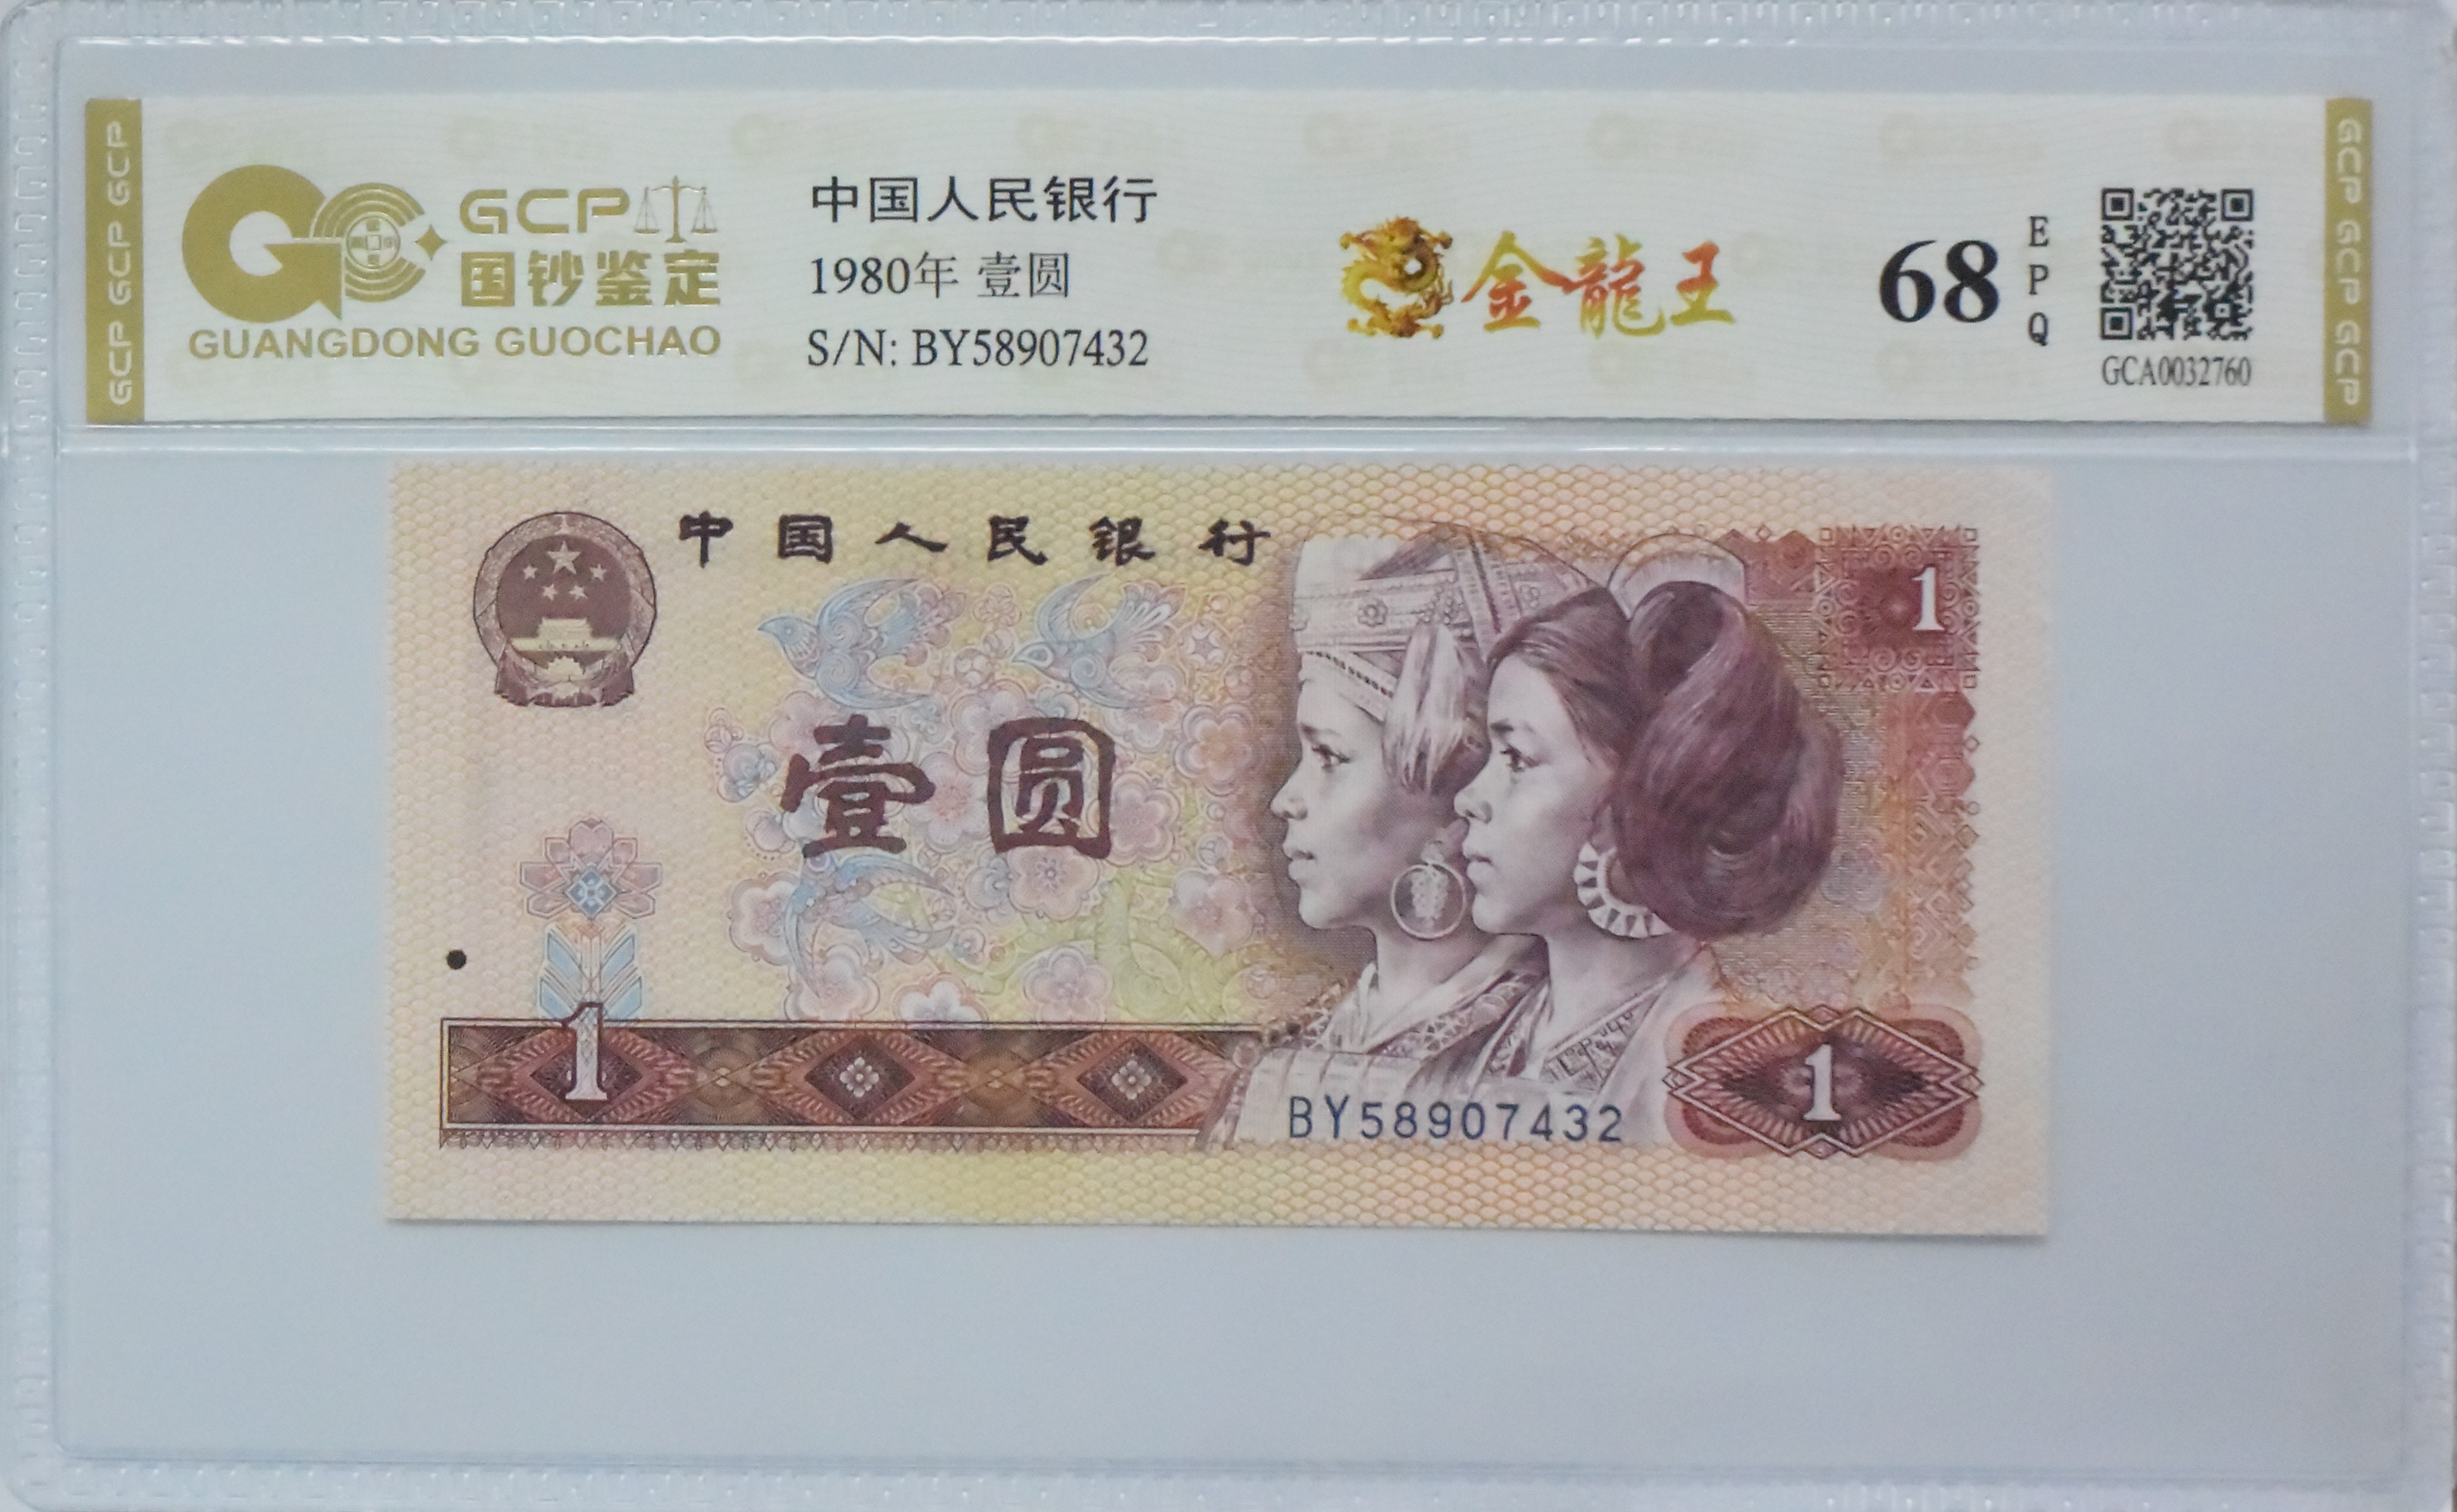 GCP GCP GCP
GCP
国钞鉴定
GUANGDONG GUOCHAO
中国人民银行
1980年 壹圆
S/N: BY58907432
金龍王
68
E
P
Q
GCA0032760
GCP GCP GCP
中国人民银行
1
壹圆
1
BY58907432
1